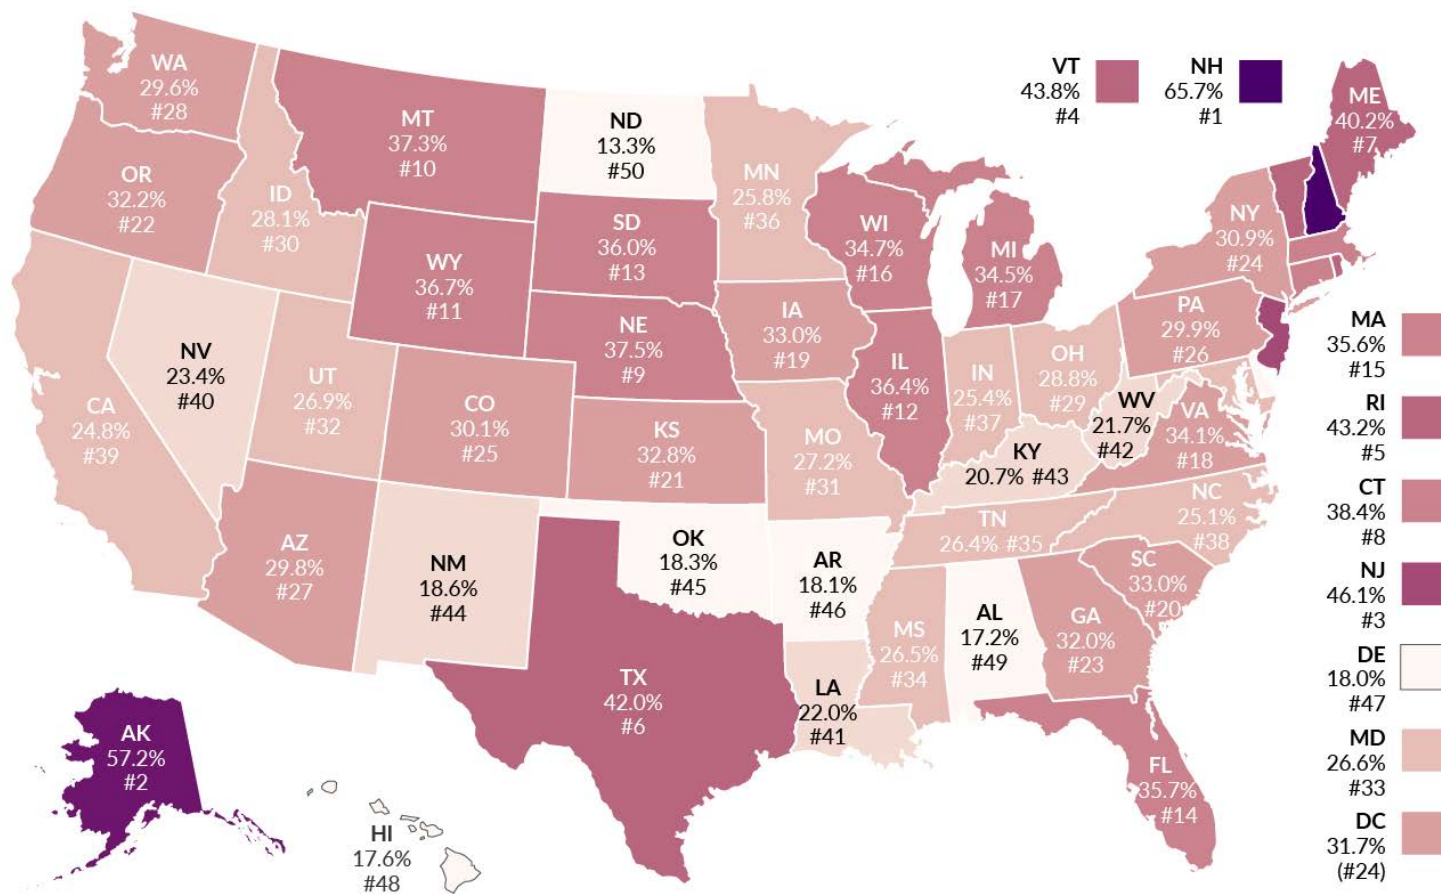 WA
29.6%
#28
MT
37.3%
#10
ND
13.3%
#50
VT
43.8%
#4
NH
65.7%
#1
ME
40.2%
#7
OR
32.2%
#22
ID
28.1%
#30
MN
25.8%
#36
SD
36.0%
#13
WI
34.7%
#16
MI
34.5%
#17
NY
30.9%
#24
WY
36.7%
#11
NE
37.5%
#9
IA
33.0%
#19
PA
29.9%
#26
MA
35.6%
#15
NV
23.4%
#40
UT
26.9%
#32
CO
30.1%
#25
IL
36.4%
#12
IN
25.4%
#37
OH
28.8%
#29
WV
21.7%
#42
VA
34.1%
#18
RI
43.2%
#5
CA
24.8%
#39
KS
32.8%
#21
MO
27.2%
#31
KY
20.7% #43
CT
38.4%
#8
NC
25.1%
#38
AZ
29.8%
#27
NM
18.6%
#44
OK
18.3%
#45
AR
18.1%
#46
TN
26.4% #35
SC
33.0%
#20
NJ
46.1%
#3
MS
26.5%
#34
AL
17.2%
#49
GA
32.0%
#23
DE
18.0%
#47
TX
42.0%
#6
LA
22.0%
#41
AK
57.2%
#2
MD
26.6%
#33
FL
35.7%
#14
HI
17.6%
#48
DC
31.7%
(#24)